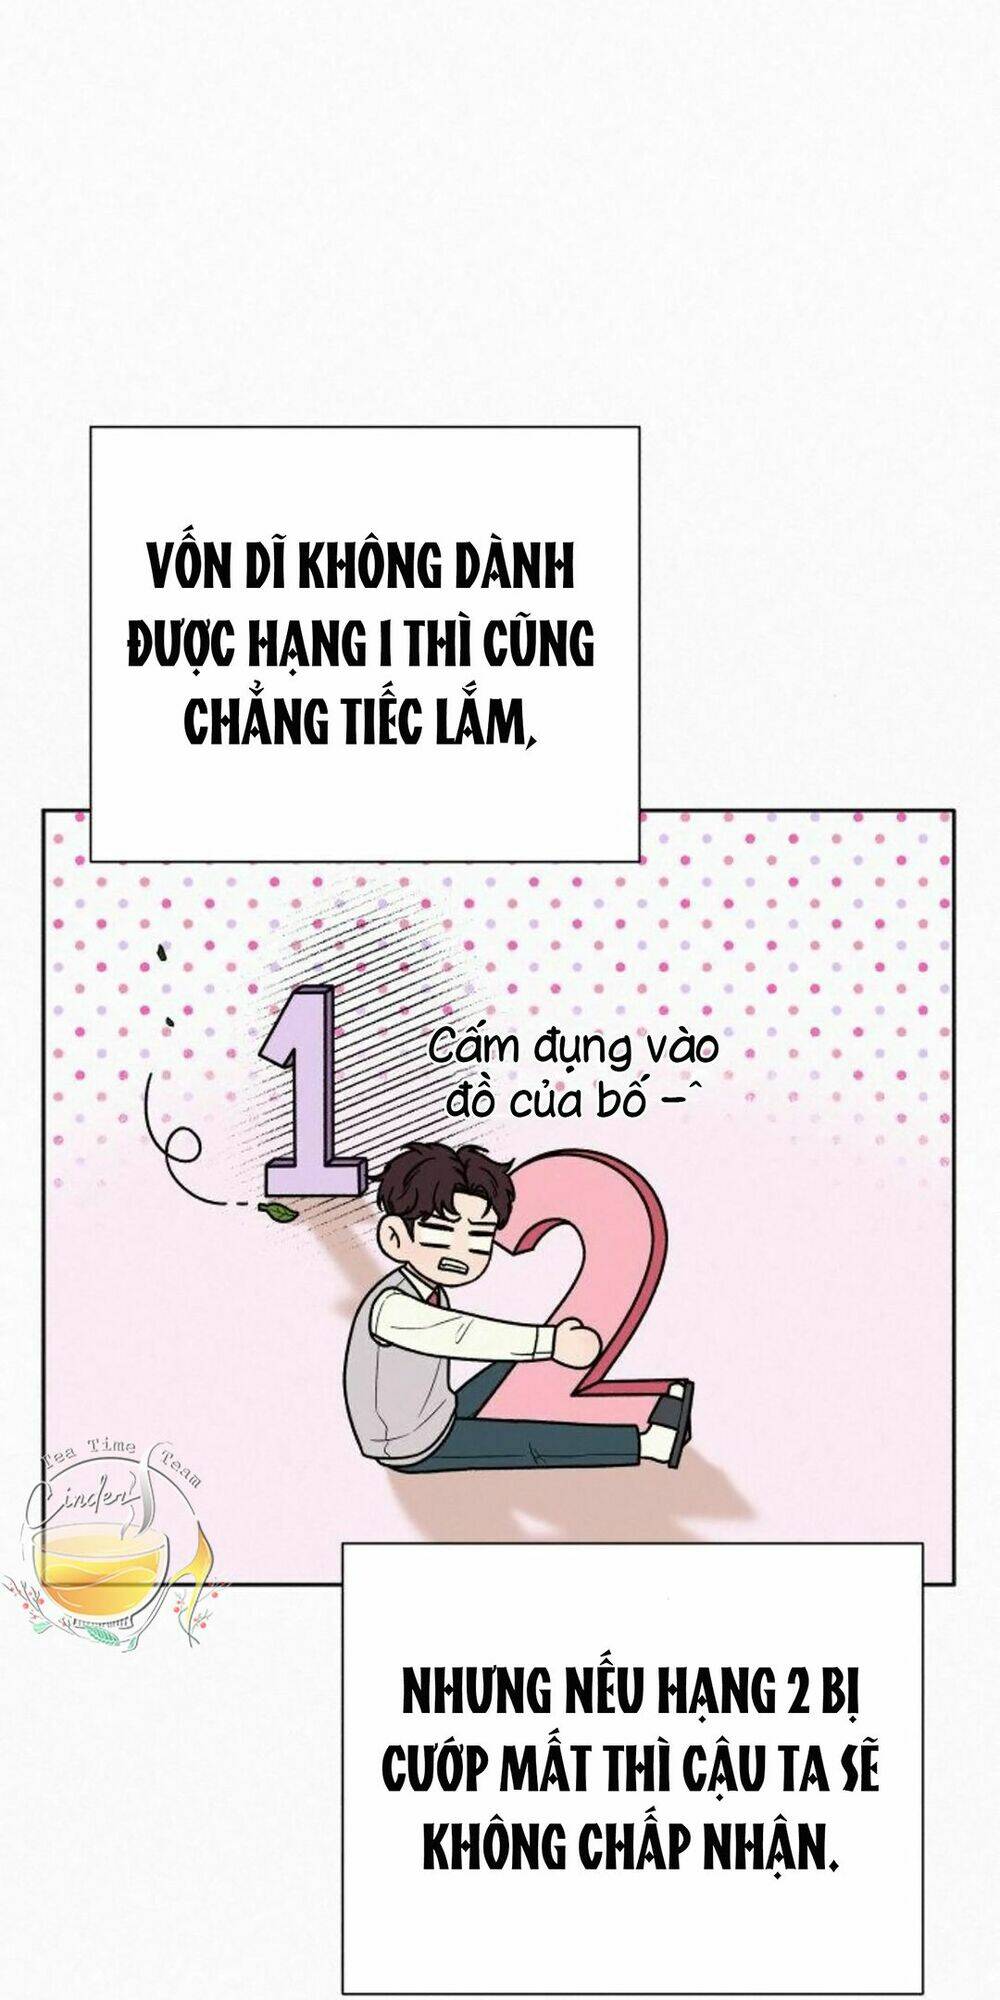 VỐN DĨ KHÔNG DÀNH
ĐƯỢC HẠNG 1 THÌ CŨNG
CHẲNG TIẾC LẮM,
1
Cấm đụng vào
đồ của bố -^
2
Tea Time Team
CinderS
NHƯNG NẾU HẠNG 2 BỊ
CƯỚP MẤT THÌ CẬU TA SẼ
KHÔNG CHẤP NHẬN.